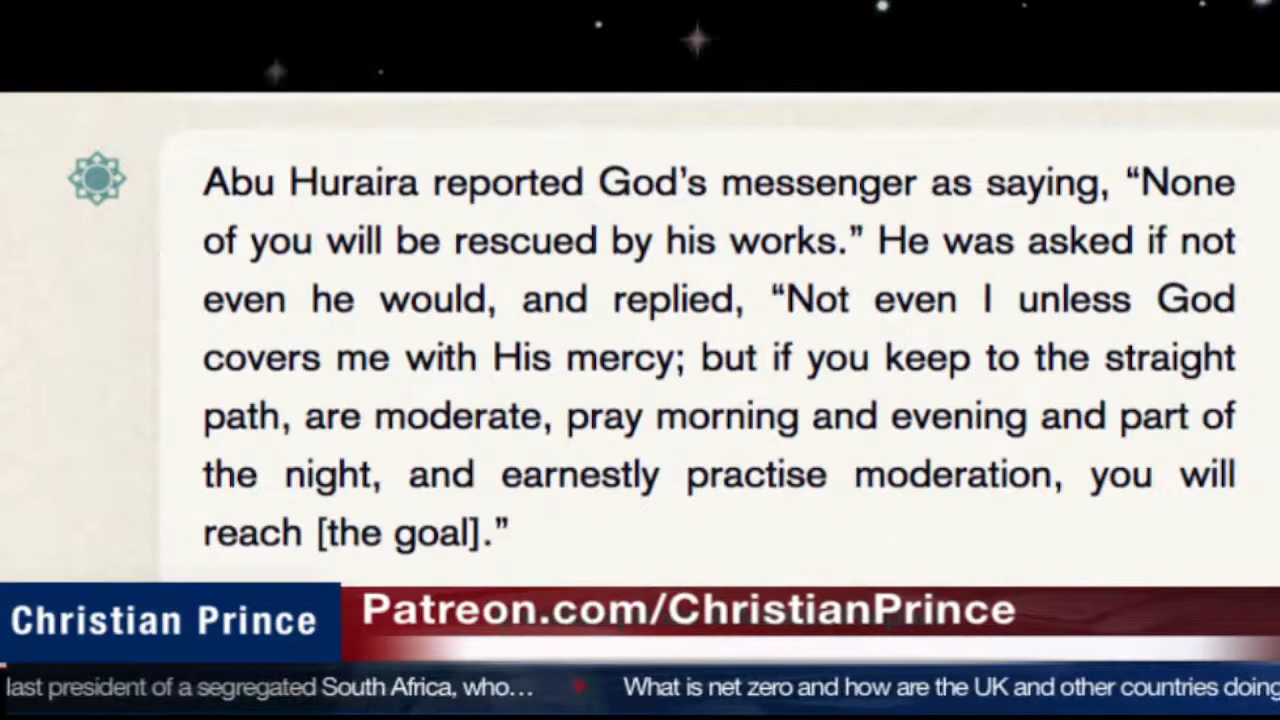 Abu Huraira reported God’s messenger as saying, “None
of you will be rescued by his works.” He was asked if not
even he would, and replied, “Not even I unless God
covers me with His mercy; but if you keep to the straight
path, are moderate, pray morning and evening and part of
the night, and earnestly practise moderation, you will
reach [the goal].”
Christian Prince
Patreon.com/ChristianPrince
last president of a segregated South Africa, who...
What is net zero and how are the UK and other countries doing